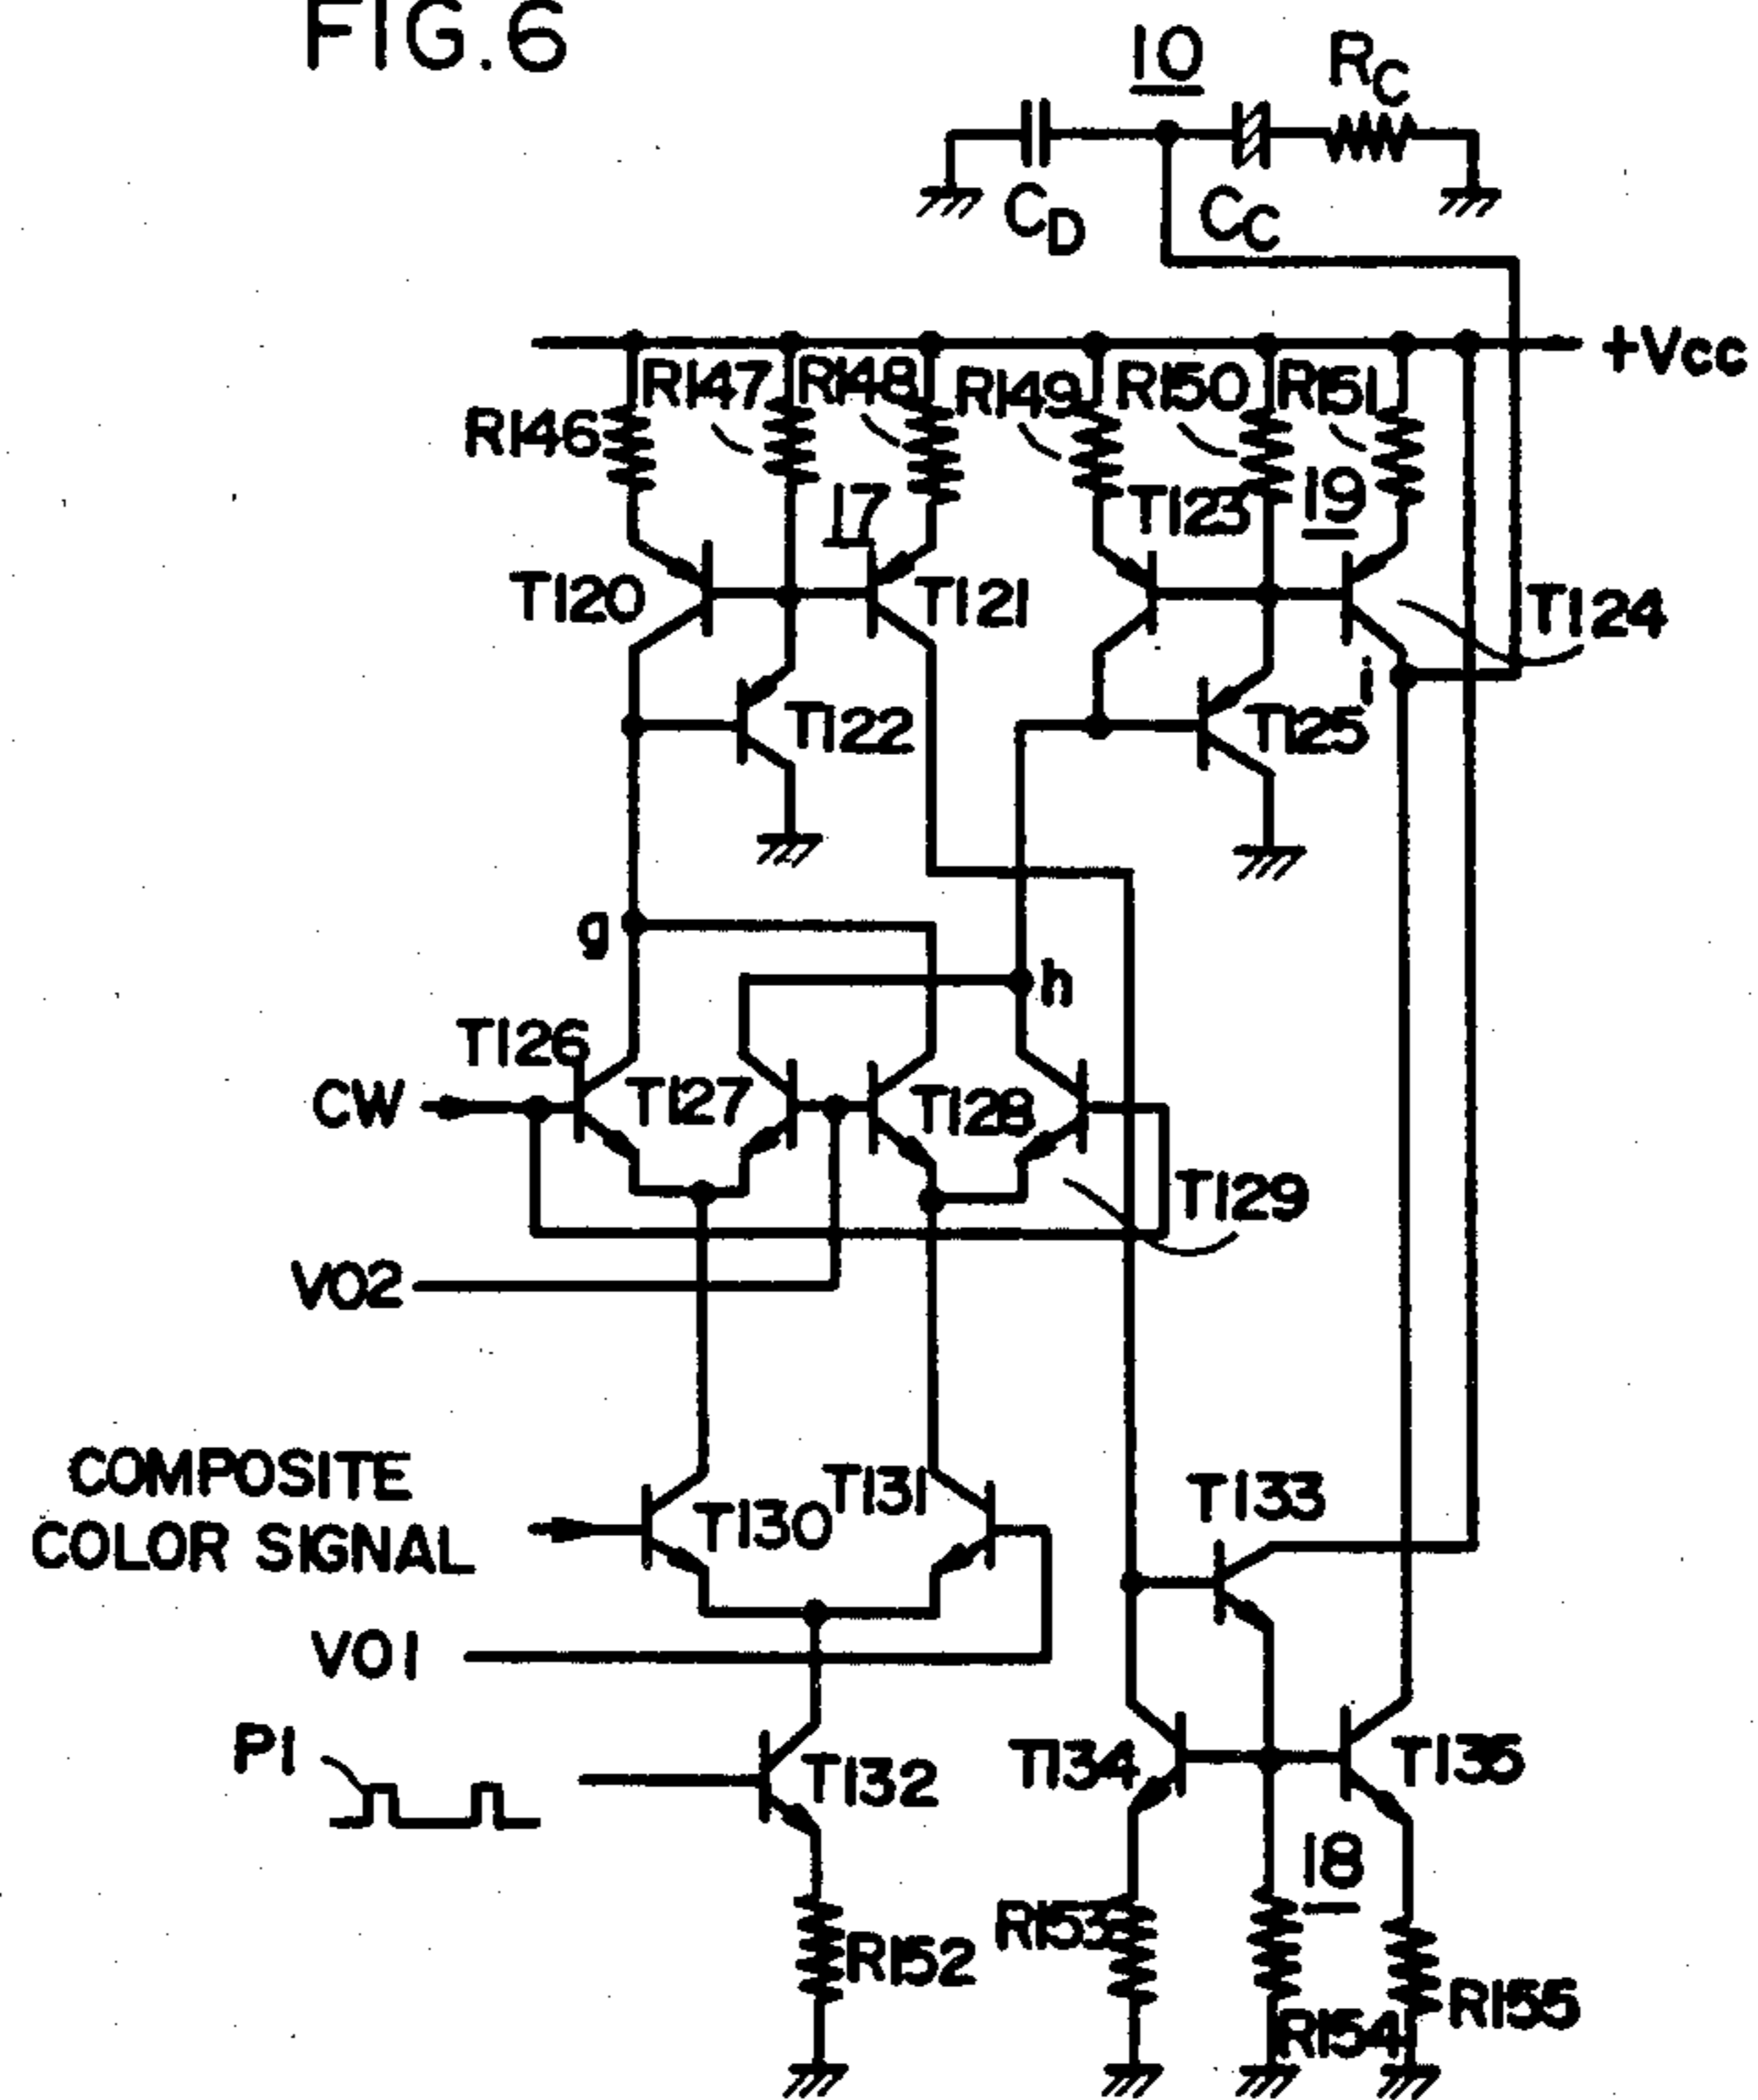 FIG.6
10
RC
CD
CC
+Vcc
R146
R147
R148
R149
R150
R151
17
T123
19
T120
T121
T124
T122
T125
i
g
h
T126
CW
T127
T128
T129
V02
COMPOSITE
COLOR SIGNAL
T130
T131
T133
V01
P1
T132
T134
T135
18
R152
R153
R154
R155